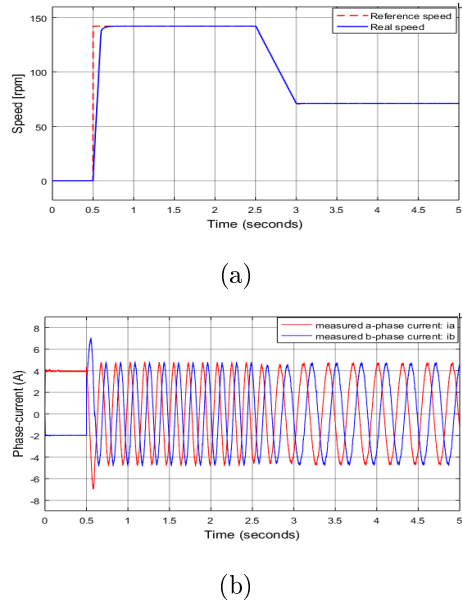 150
100
50
0
Speed [rpm]
Reference speed
Real speed
0 0.5 1 1.5 2 2.5 3 3.5 4 4.5 5
Time (seconds)
(a)
8
6
4
2
0
-2
-4
-6
-8
Phase-current (A)
measured a-phase current: ia
measured b-phase current: ib
0 0.5 1 1.5 2 2.5 3 3.5 4 4.5 5
Time (seconds)
(b)